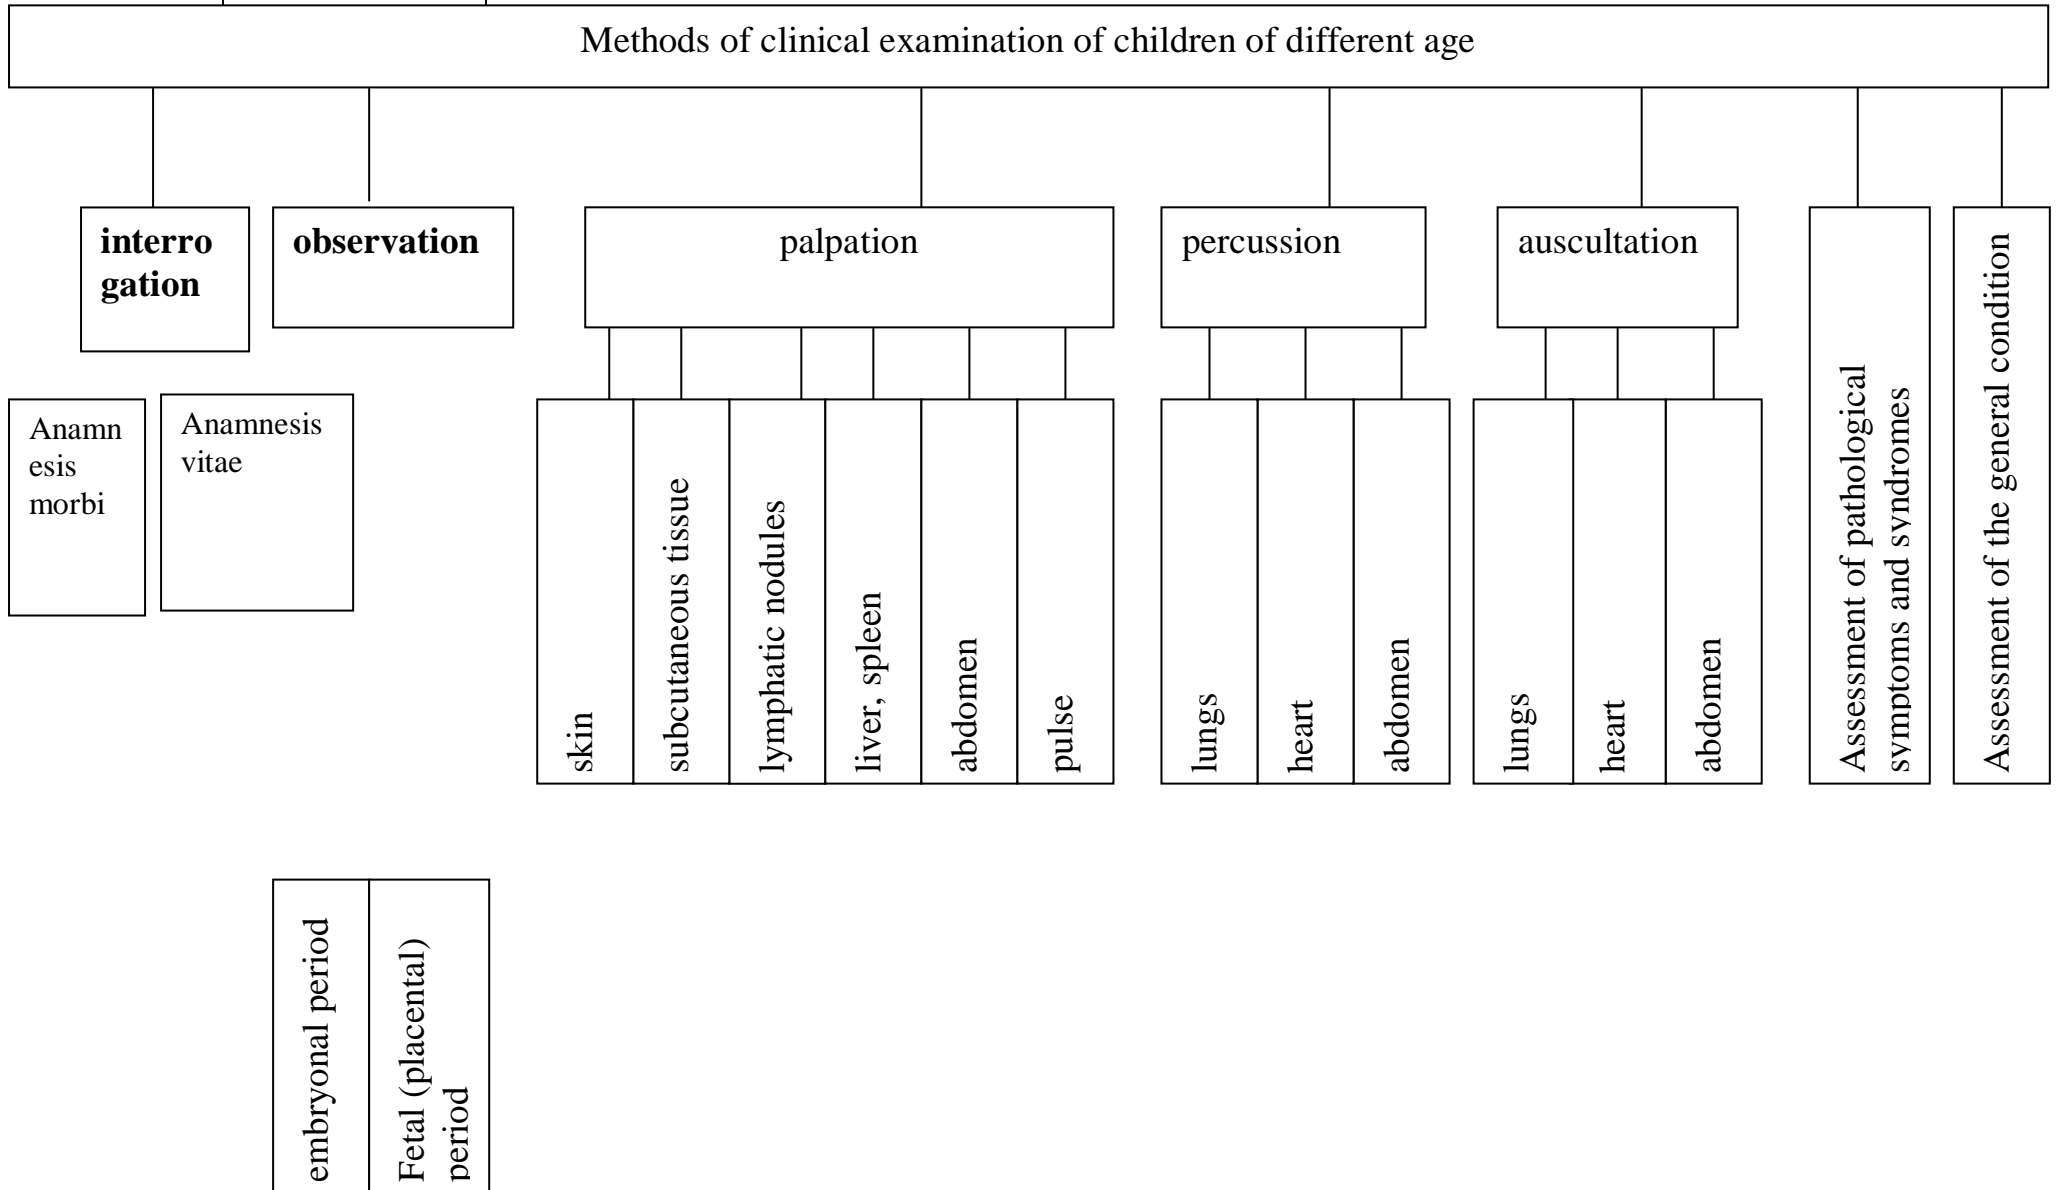 Methods of clinical examination of children of different age
interro
gation
observation
palpation
percussion
auscultation
Assessment of pathological
symptoms and syndromes
Assessment of the general condition
Anamn
esis
morbi
Anamnesis
vitae
skin
subcutaneous tissue
lymphatic nodules
liver, spleen
abdomen
pulse
lungs
heart
abdomen
lungs
heart
abdomen
embryonal period
Fetal (placental)
period